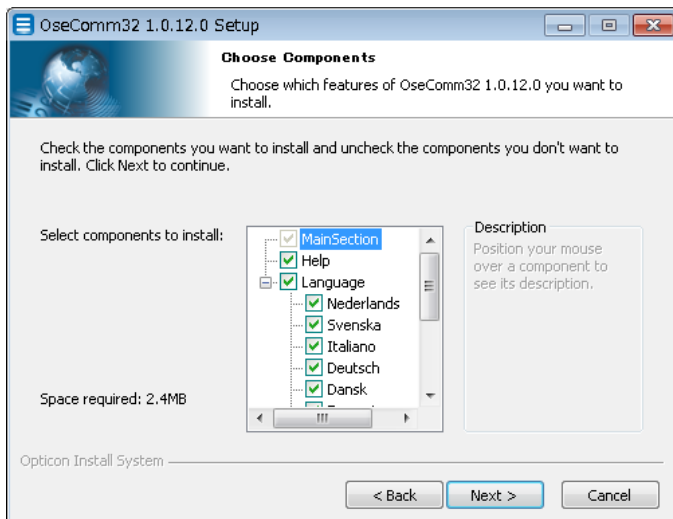 OseComm32 1.0.12.0 Setup
Choose Components
Choose which features of OseComm32 1.0.12.0 you want to
install.
Check the components you want to install and uncheck the components you don't want to
install. Click Next to continue.
Select components to install:
MainSection
Help
Language
Nederlands
Svenska
Italiano
Deutsch
Dansk
Description
Position your mouse
over a component to
see its description.
Space required: 2.4MB
Opticon Install System
< Back
Next >
Cancel